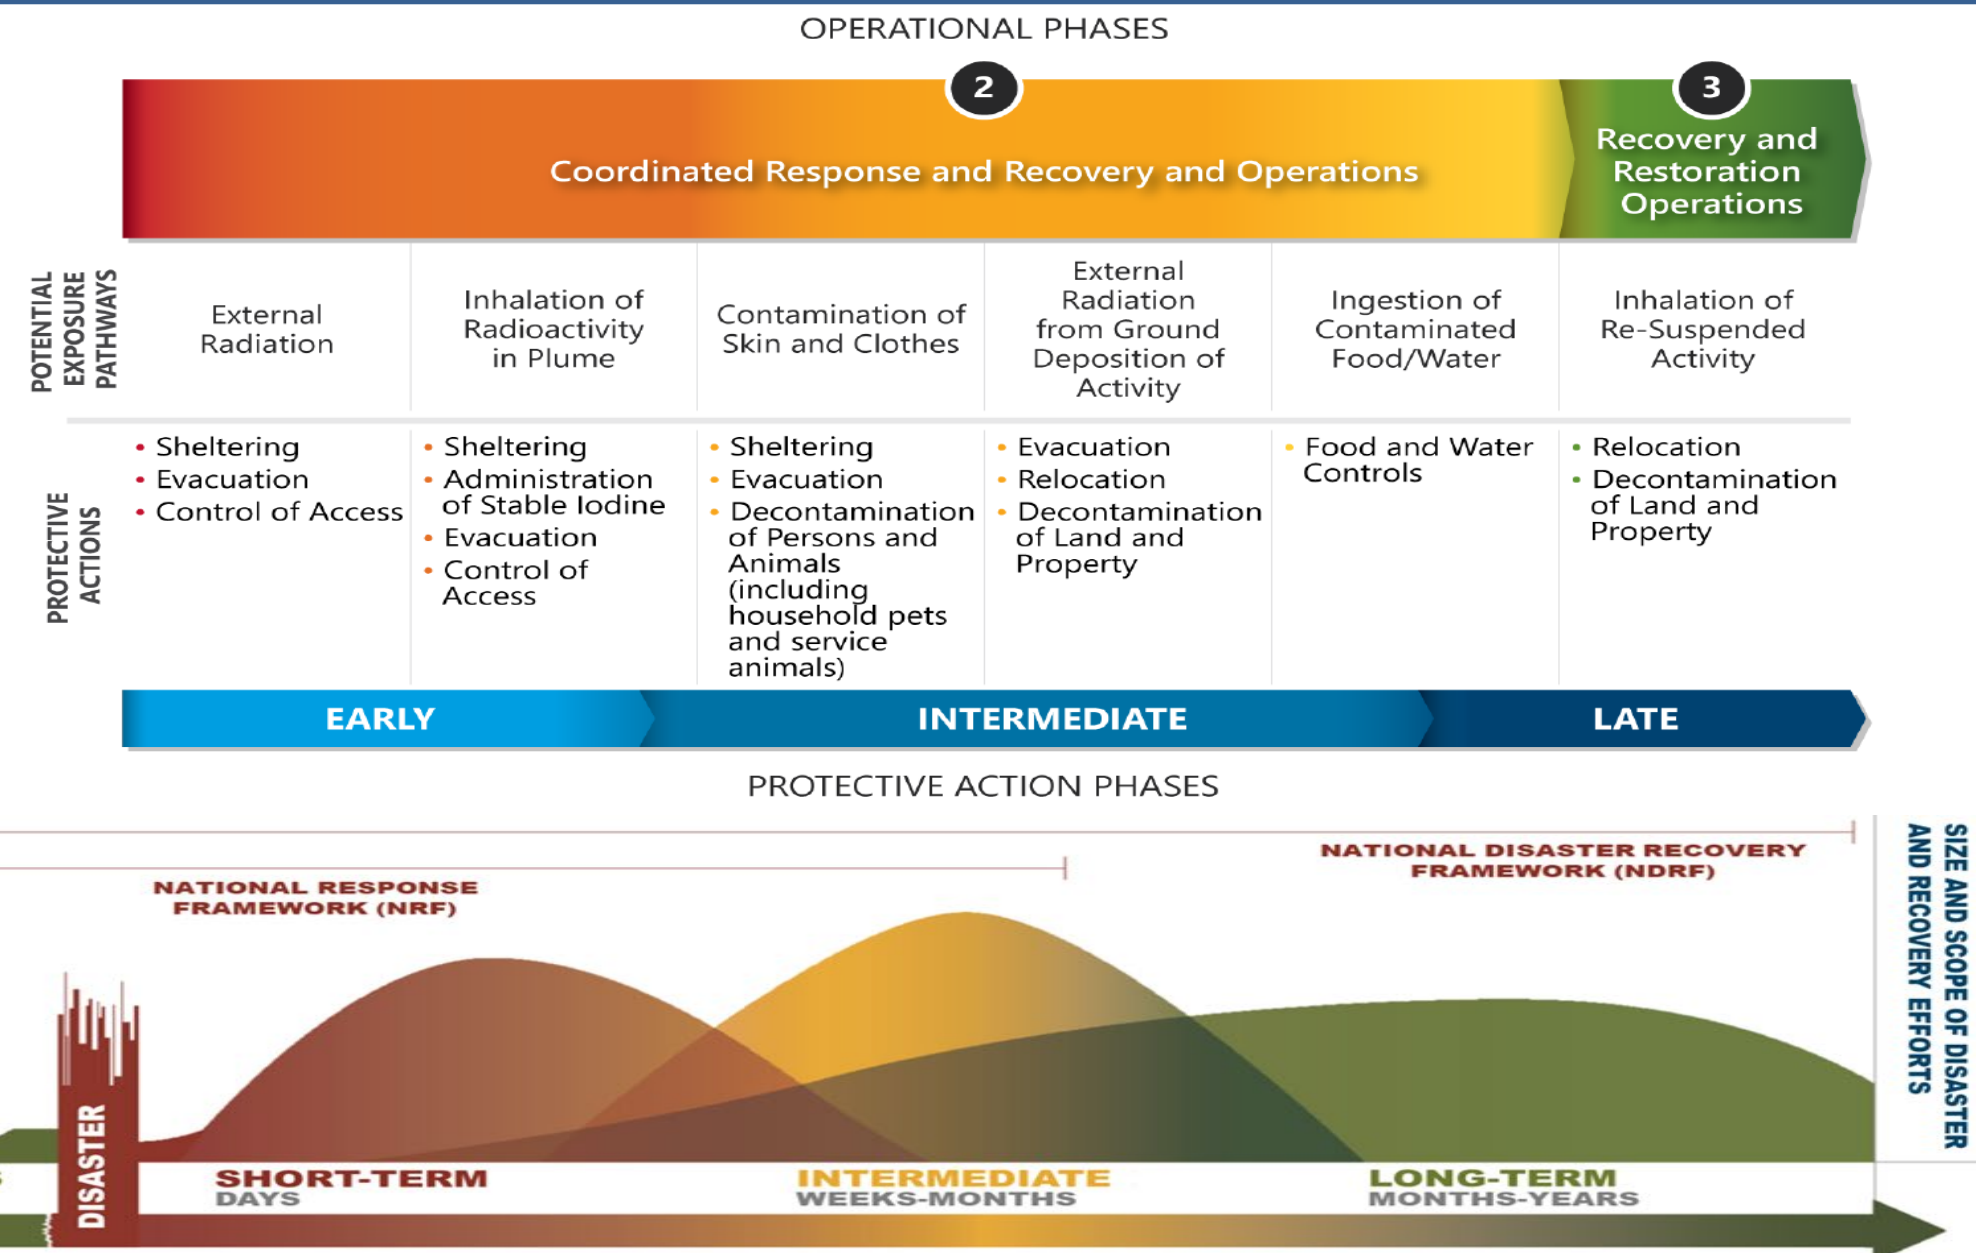 OPERATIONAL PHASES
2
3
Coordinated Response and Recovery and Operations
Recovery and
Restoration
Operations
POTENTIAL
EXPOSURE
PATHWAYS
External
Radiation
Inhalation of
Radioactivity
in Plume
Contamination of
Skin and Clothes
External
Radiation
from Ground
Deposition of
Activity
Ingestion of
Contaminated
Food/Water
Inhalation of
Re-Suspended
Activity
PROTECTIVE
ACTIONS
• Sheltering
• Evacuation
• Control of Access
• Sheltering
• Administration
of Stable Iodine
• Evacuation
• Control of
Access
• Sheltering
• Evacuation
• Decontamination
of Persons and
Animals
(including
household pets
and service
animals)
• Evacuation
• Relocation
• Decontamination
of Land and
Property
• Food and Water
Controls
• Relocation
• Decontamination
of Land and
Property
EARLY
INTERMEDIATE
LATE
PROTECTIVE ACTION PHASES
NATIONAL RESPONSE
FRAMEWORK (NRF)
NATIONAL DISASTER RECOVERY
FRAMEWORK (NDRF)
SIZE AND SCOPE OF DISASTER
AND RECOVERY EFFORTS
DISASTER
SHORT-TERM
DAYS
INTERMEDIATE
WEEKS-MONTHS
LONG-TERM
MONTHS-YEARS